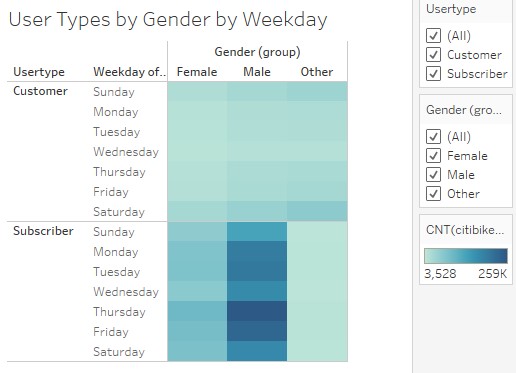 User Types by Gender by Weekday
Gender (group)
Usertype Weekday of.. Female Male Other
Customer Sunday
Monday
Tuesday
Wednesday
Thursday
Friday
Saturday
Subscriber Sunday
Monday
Tuesday
Wednesday
Thursday
Friday
Saturday
Usertype
(All)
Customer
Subscriber
Gender (gro...
(All)
Female
Male
Other
CNT(citibike...
3,528 259K